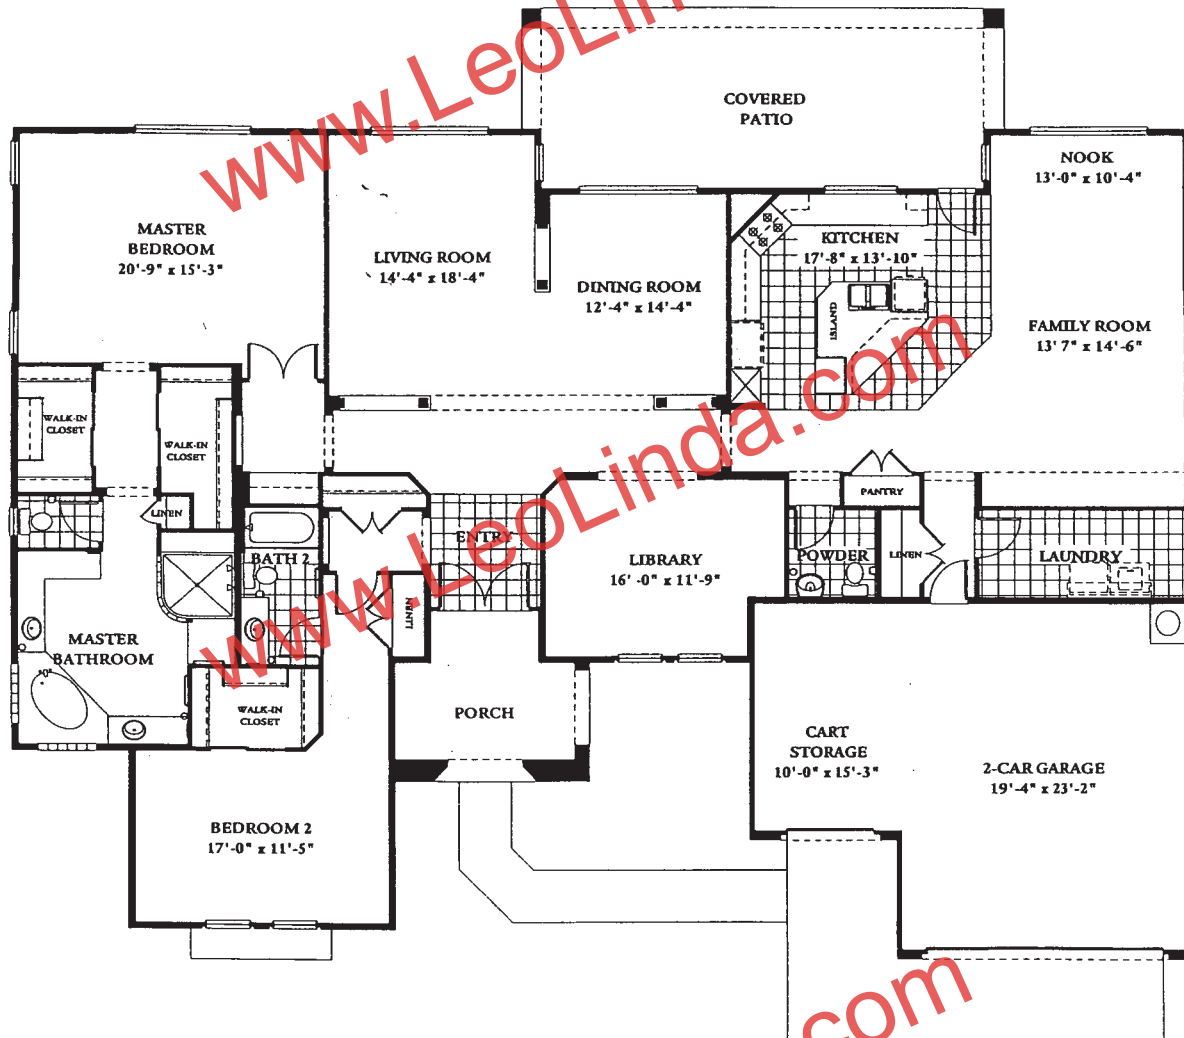 www.LeoLin
COVERED
PATIO
NOOK
13'-0" x 10'-4"
MASTER
BEDROOM
20'-9" x 15'-3"
LIVING ROOM
14'-4" x 18'-4"
DINING ROOM
12'-4" x 14'-4"
KITCHEN
17'-8" x 13'-10"
ISLAND
FAMILY ROOM
13' 7" x 14'-6"
WALK-IN
CLOSET
WALK-IN
CLOSET
LINEN
PANTRY
BATH 2
ENTRY
LINEN
LIBRARY
16' -0" x 11'-9"
POWDER
LINEN
LAUNDRY
www.LeoLinda.com
MASTER
BATHROOM
WALK-IN
CLOSET
PORCH
CART
STORAGE
10'-0" x 15'-3"
2-CAR GARAGE
19'-4" x 23'-2"
BEDROOM 2
17'-0" x 11'-5"
.com